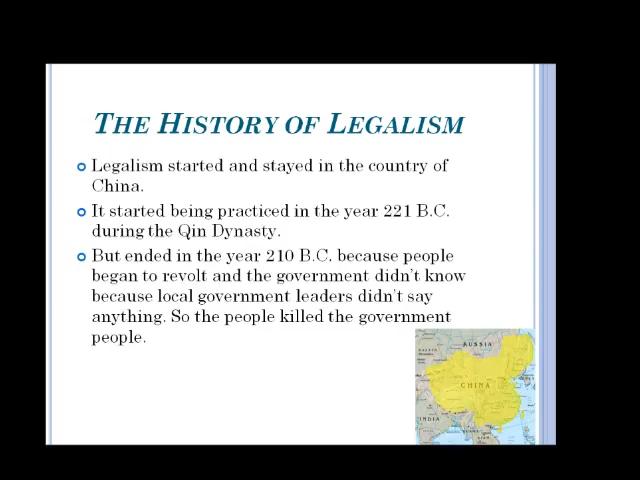 THE HISTORY OF LEGALISM
Legalism started and stayed in the country of
China.
It started being practiced in the year 221 B.C.
during the Qin Dynasty.
But ended in the year 210 B.C. because people
began to revolt and the government didn't know
because local government leaders didn't say
anything. So the people killed the government
people.
RUSSIA
CHINA
INDIA